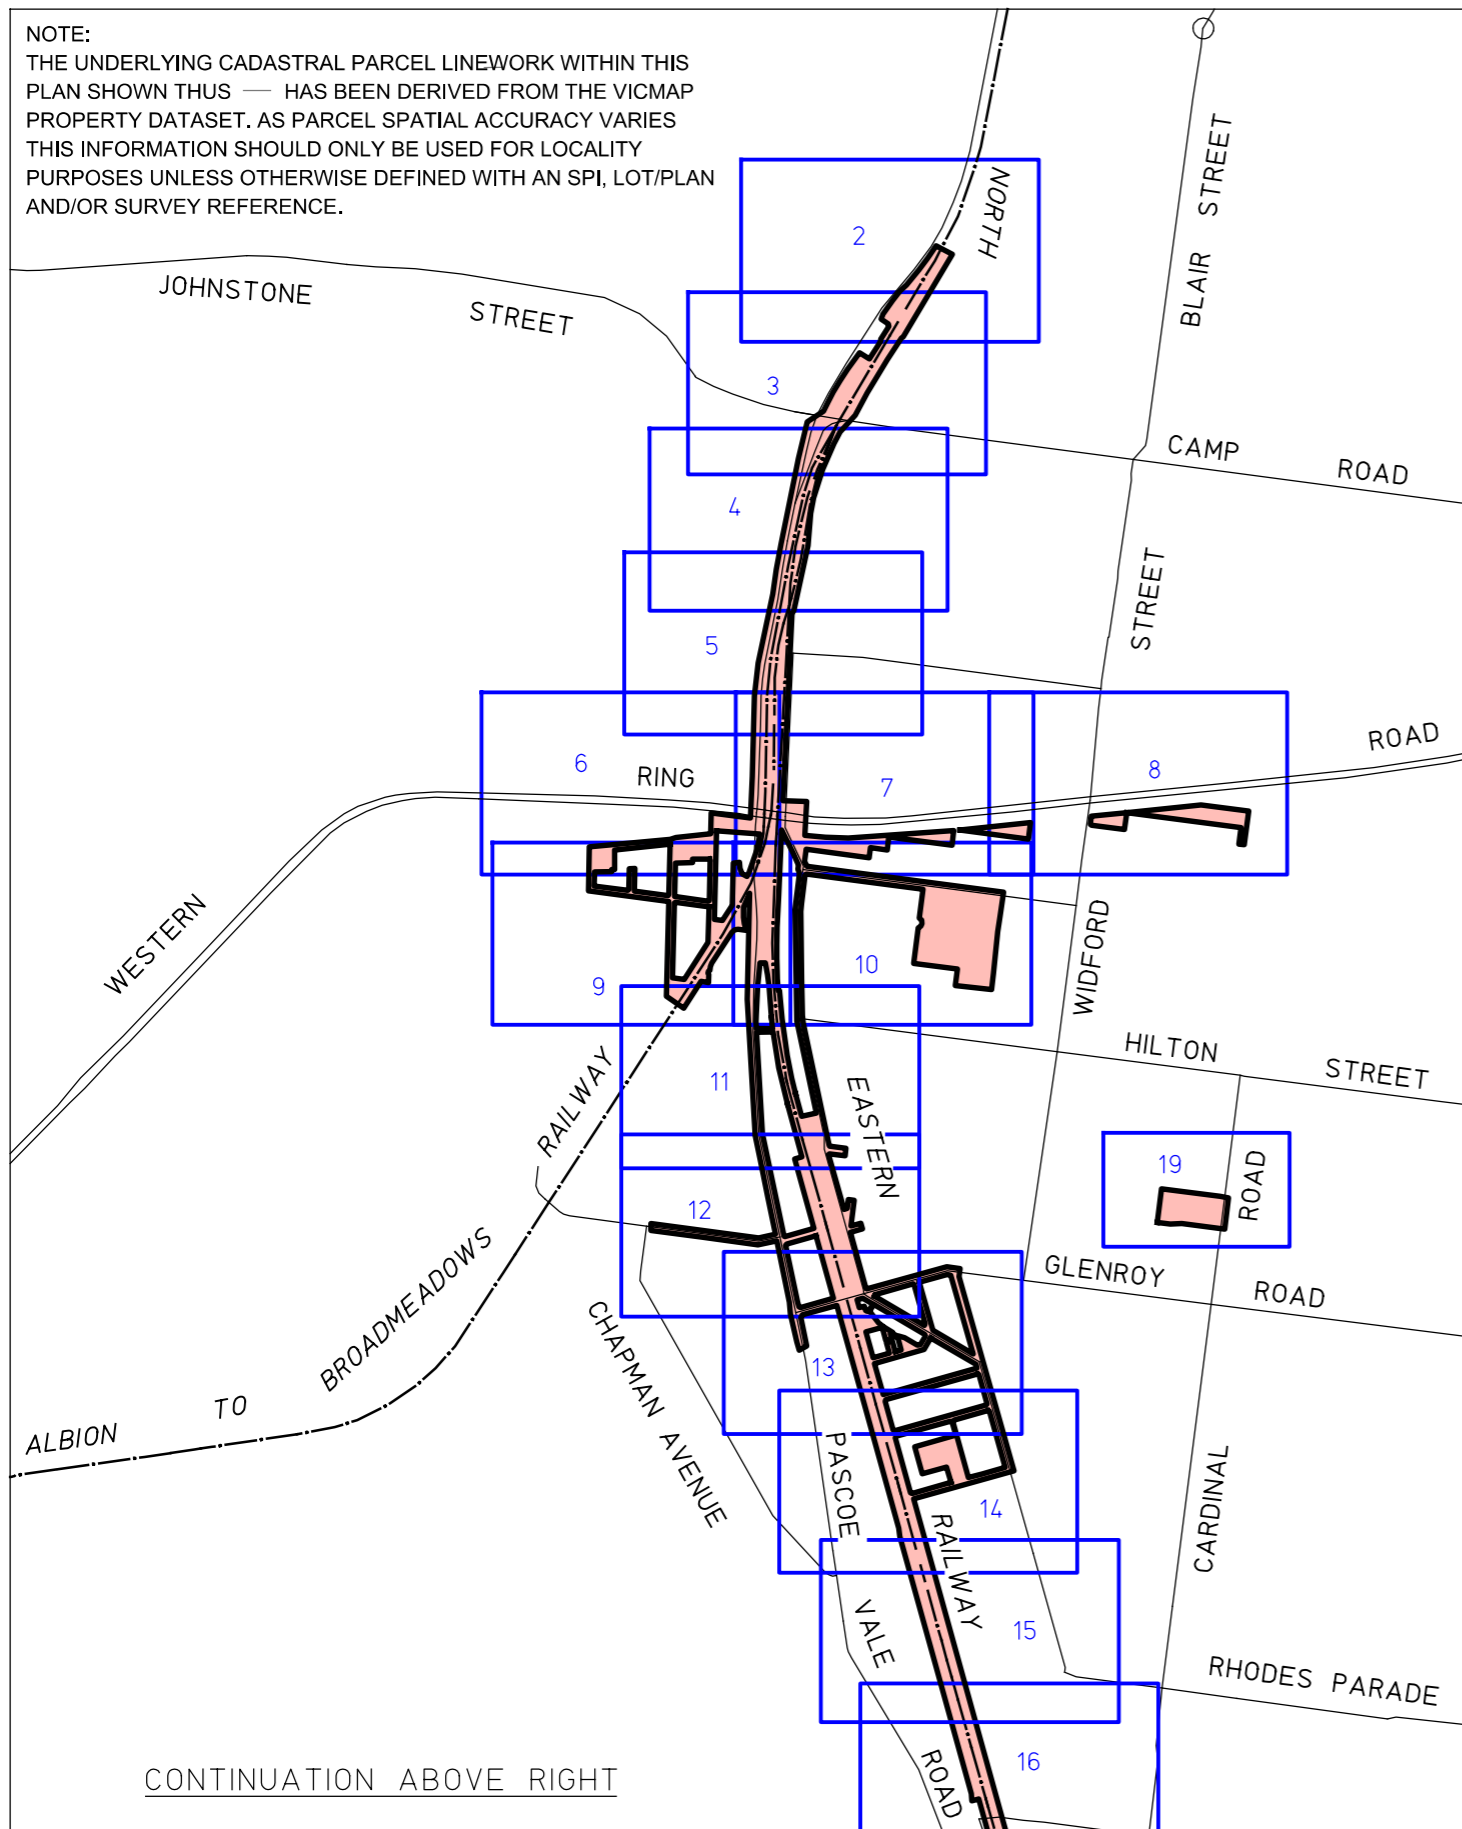 NOTE:
THE UNDERLYING CADASTRAL PARCEL LINEWORK WITHIN THIS
PLAN SHOWN THUS — HAS BEEN DERIVED FROM THE VICMAP
PROPERTY DATASET. AS PARCEL SPATIAL ACCURACY VARIES
THIS INFORMATION SHOULD ONLY BE USED FOR LOCALITY
PURPOSES UNLESS OTHERWISE DEFINED WITH AN SPI, LOT/PLAN
AND/OR SURVEY REFERENCE.
BLAIR STREET
NORTH
2
JOHNSTONE STREET
3
CAMP ROAD
4
STREET
5
ROAD
6
RING
7
8
WESTERN
WIDFORD
9
10
HILTON STREET
11
RAILWAY
EASTERN
19
ROAD
12
GLENROY ROAD
BROADMEADOWS
CHAPMAN AVENUE
13
TO
ALBION
PASCOE
14
RAILWAY
CARDINAL
VALE
15
RHODES PARADE
ROAD
16
CONTINUATION ABOVE RIGHT